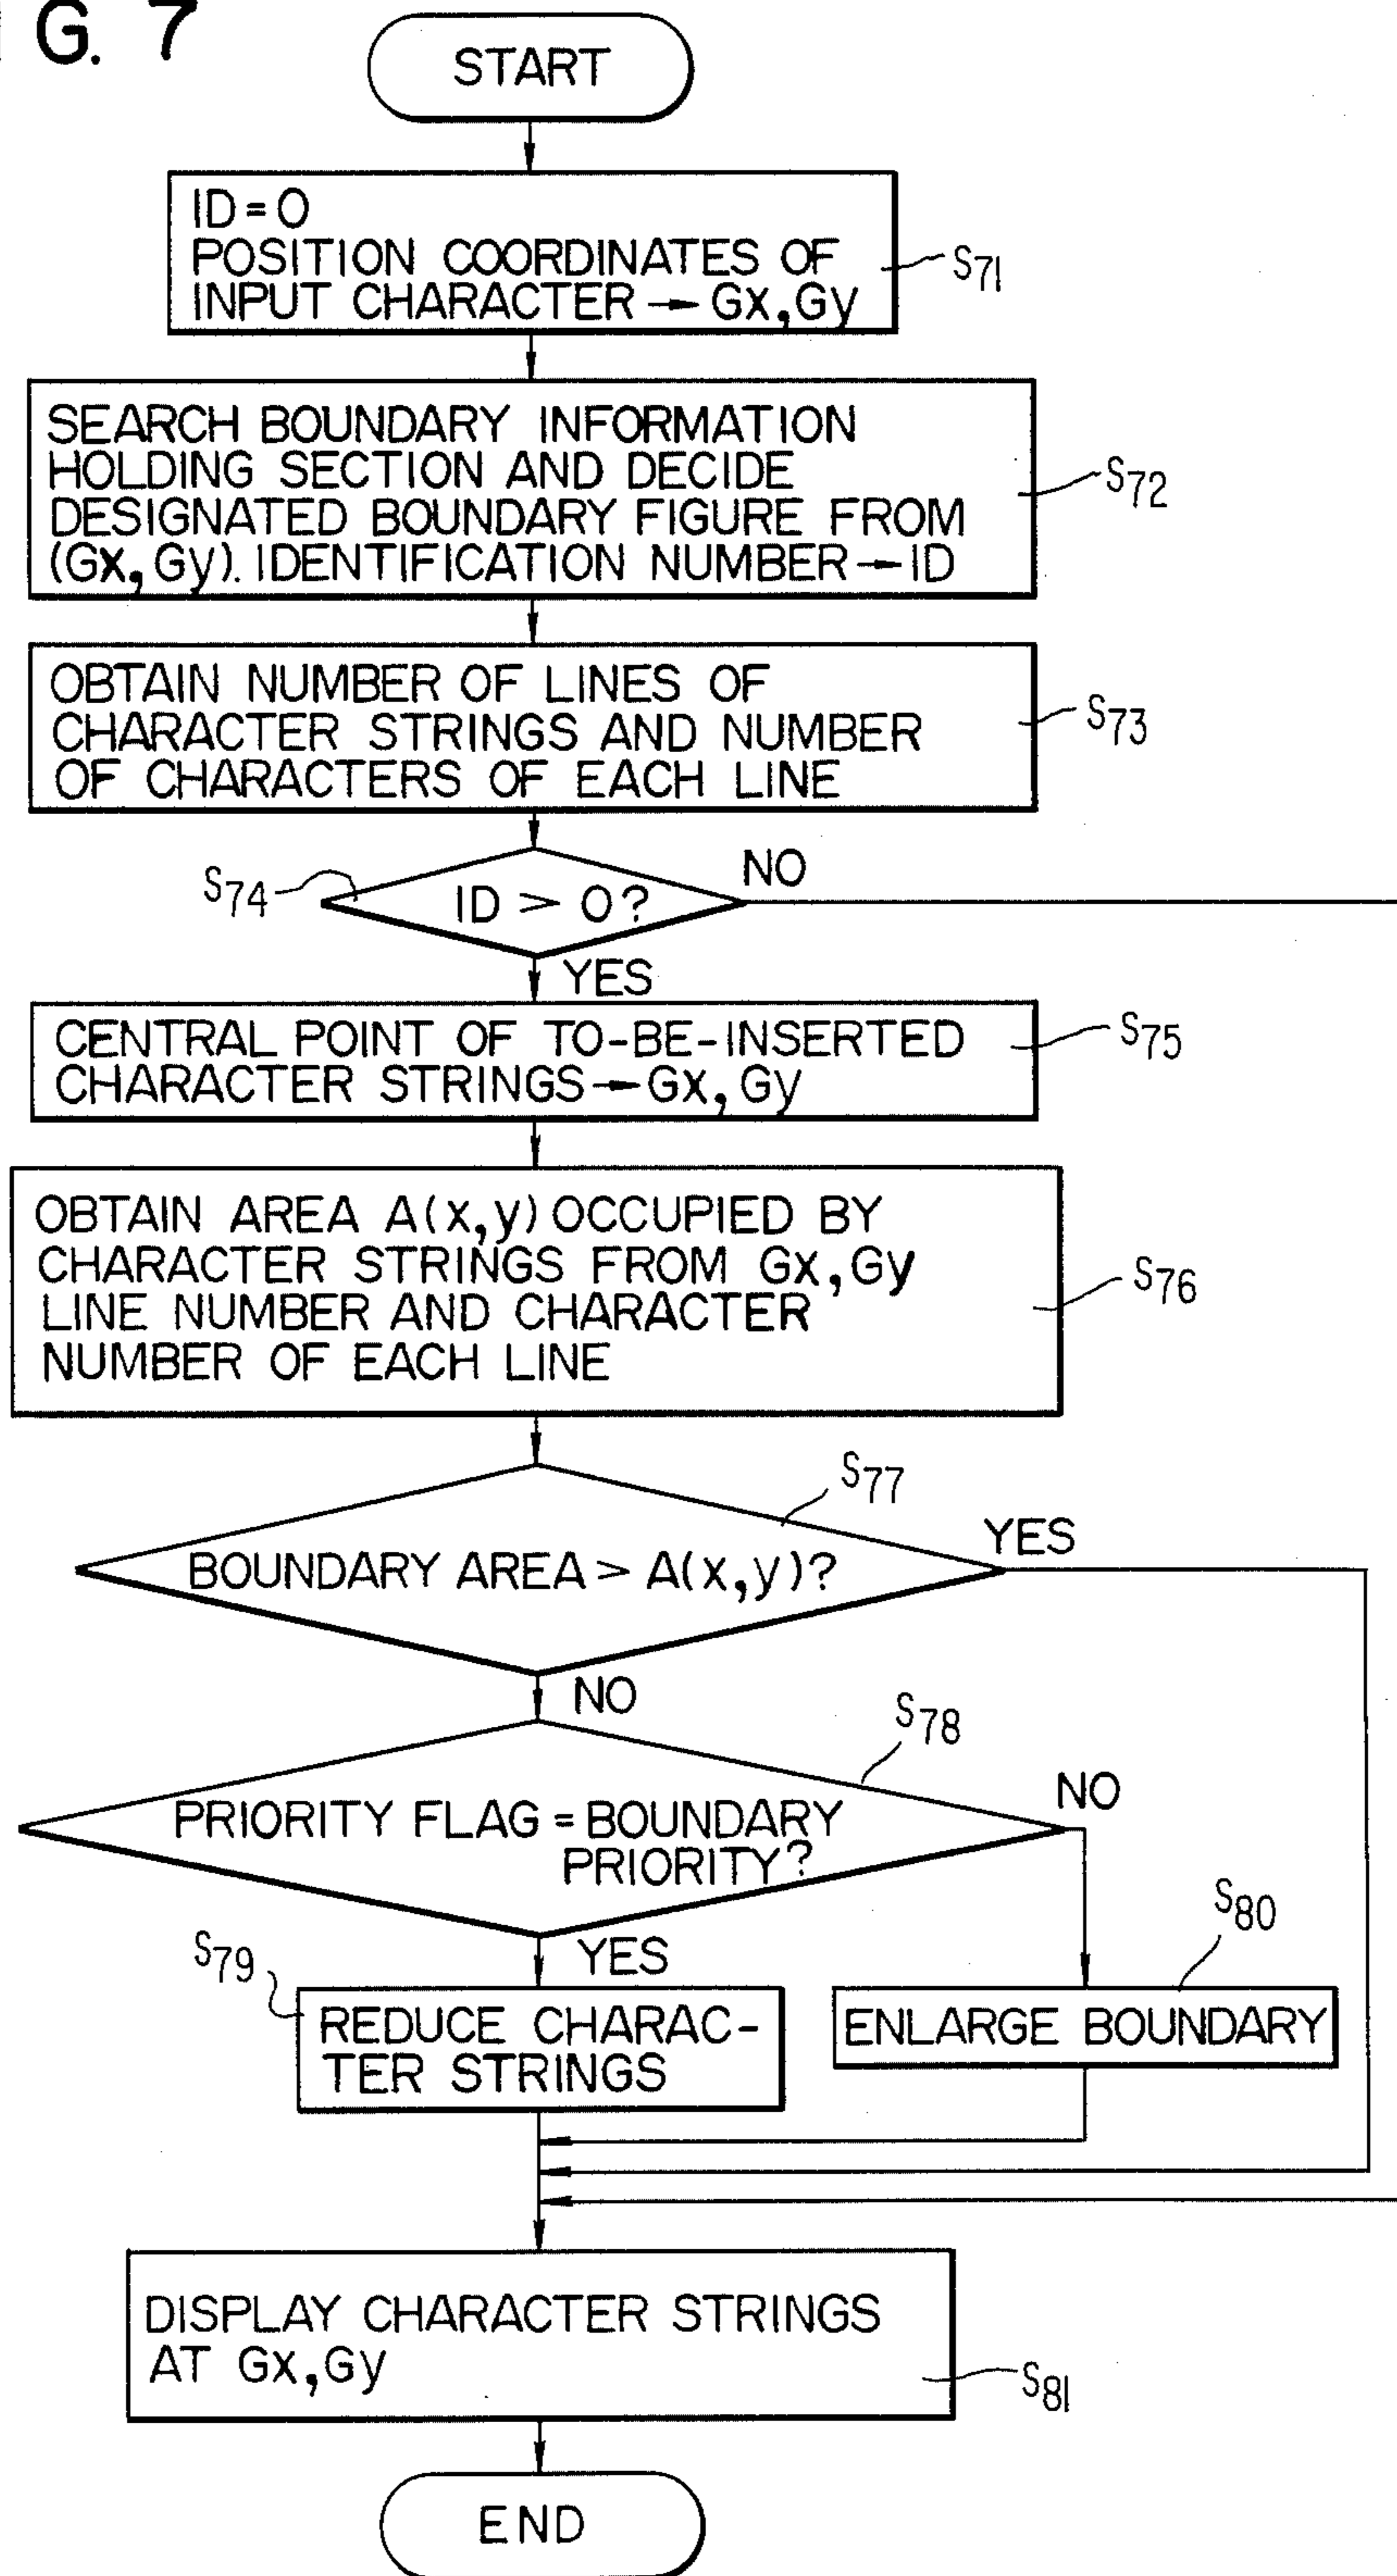 IG. 7
START
ID = 0
POSITION COORDINATES OF
INPUT CHARACTER → Gx, Gy
S71
SEARCH BOUNDARY INFORMATION
HOLDING SECTION AND DECIDE
DESIGNATED BOUNDARY FIGURE FROM
(Gx, Gy). IDENTIFICATION NUMBER → ID
S72
OBTAIN NUMBER OF LINES OF
CHARACTER STRINGS AND NUMBER
OF CHARACTERS OF EACH LINE
S73
S74
ID > 0?
NO
YES
CENTRAL POINT OF TO-BE-INSERTED
CHARACTER STRINGS → Gx, Gy
S75
OBTAIN AREA A(x,y) OCCUPIED BY
CHARACTER STRINGS FROM Gx, Gy
LINE NUMBER AND CHARACTER
NUMBER OF EACH LINE
S76
S77
BOUNDARY AREA > A(x,y)?
YES
NO
S78
PRIORITY FLAG = BOUNDARY
PRIORITY?
NO
YES
S79
REDUCE CHARAC-
TER STRINGS
S80
ENLARGE BOUNDARY
DISPLAY CHARACTER STRINGS
AT Gx, Gy
S81
END